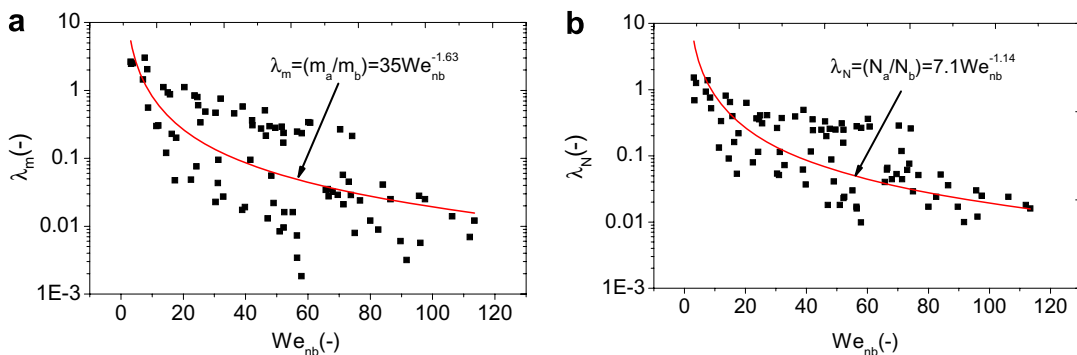 a
10
1
0.1
0.01
1E-3
λm(-)
λm=(ma/mb)=35Wenb-1.63
0 20 40 60 80 100 120
Wenb(-)
b
10
1
0.1
0.01
1E-3
λN(-)
λN=(Na/Nb)=7.1Wenb-1.14
0 20 40 60 80 100 120
Wenb(-)